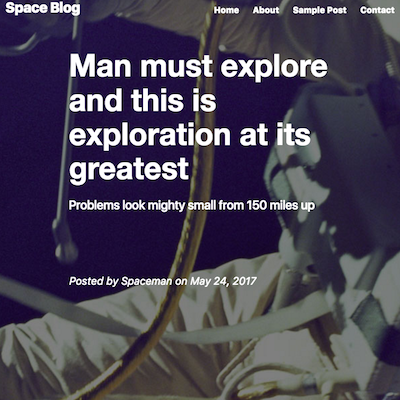 Space Blog
Home About Sample Post Contact
Man must explore
and this is
exploration at its
greatest
Problems look mighty small from 150 miles up
Posted by Spaceman on May 24, 2017